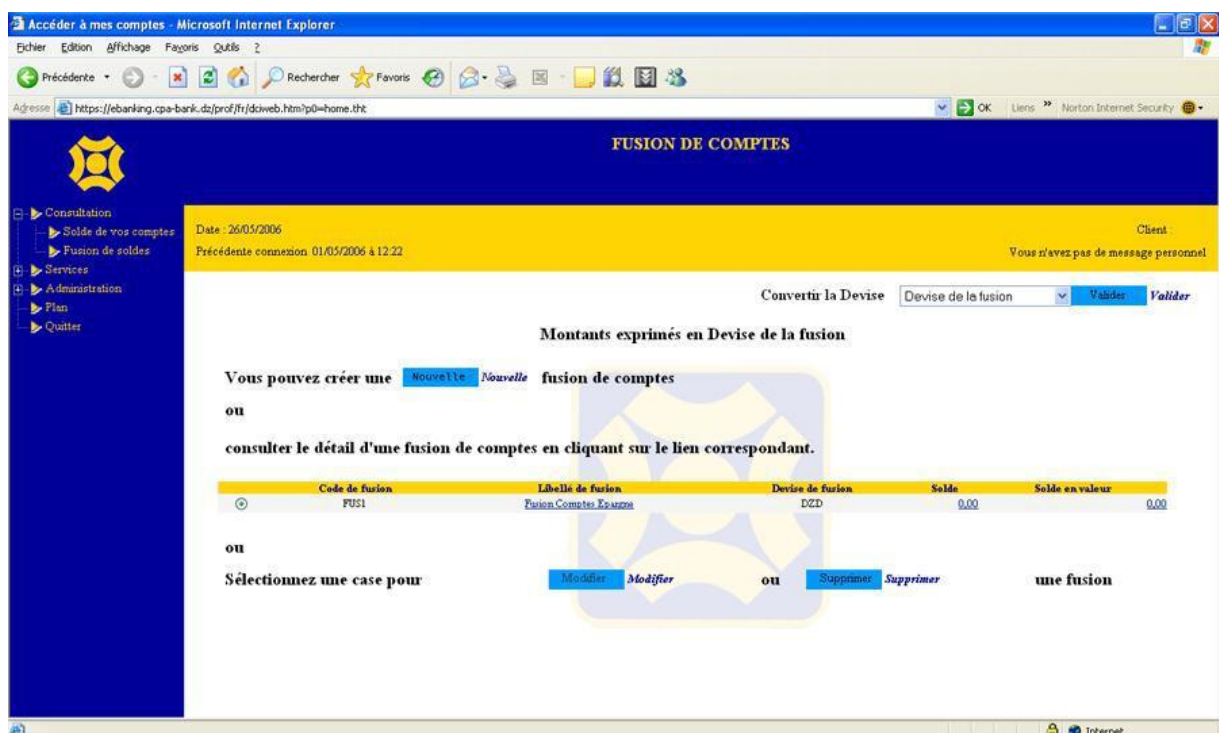 Accéder à mes comptes - Microsoft Internet Explorer
Fichier Edition Affichage Favoris Outils ?
Précédente Rechercher Favoris
Adresse https://ebanking.cpa-bank.dz/prof/fr/dciweb.htm?p0=home.tht OK Liens » Norton Internet Security
FUSION DE COMPTES
Consultation
Solde de vos comptes
Fusion de soldes
Services
Administration
Plan
Quitter
Date : 26/05/2006 Client :
Précédente connexion 01/05/2006 à 12:22 Vous n'avez pas de message personnel
Convertir la Devise Devise de la fusion Valider Valider
Montants exprimés en Devise de la fusion
Vous pouvez créer une Nouvelle Nouvelle fusion de comptes
ou
consulter le détail d'une fusion de comptes en cliquant sur le lien correspondant.
Code de fusion Libellé de fusion Devise de fusion Solde Solde en valeur
FUS1 Fusion Comptes Epargne DZD 0,00 0,00
ou
Sélectionnez une case pour Modifier Modifier ou Supprimer Supprimer une fusion
Internet